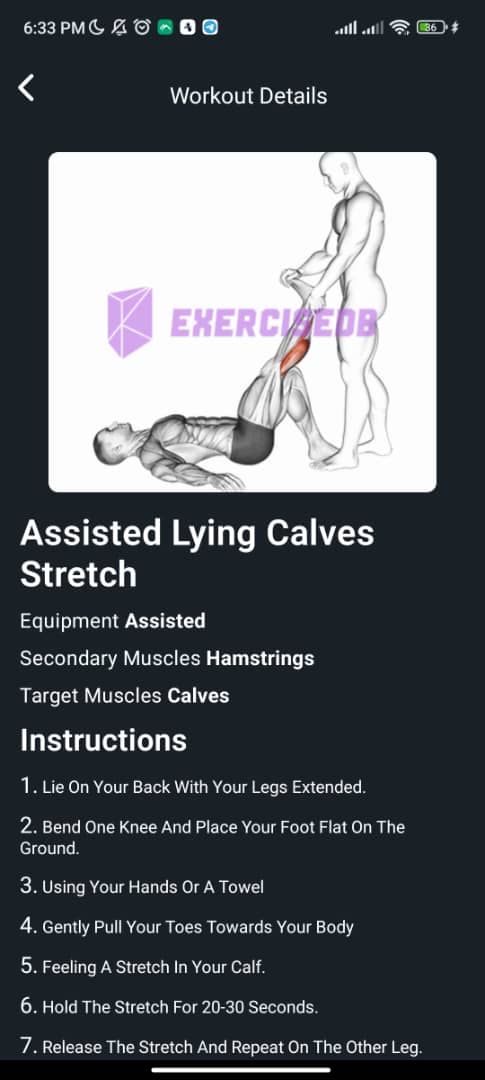 6:33 PM
86
Workout Details
EXERCISEDB
Assisted Lying Calves
Stretch
Equipment Assisted
Secondary Muscles Hamstrings
Target Muscles Calves
Instructions
1. Lie On Your Back With Your Legs Extended.
2. Bend One Knee And Place Your Foot Flat On The
Ground.
3. Using Your Hands Or A Towel
4. Gently Pull Your Toes Towards Your Body
5. Feeling A Stretch In Your Calf.
6. Hold The Stretch For 20-30 Seconds.
7. Release The Stretch And Repeat On The Other Leg.